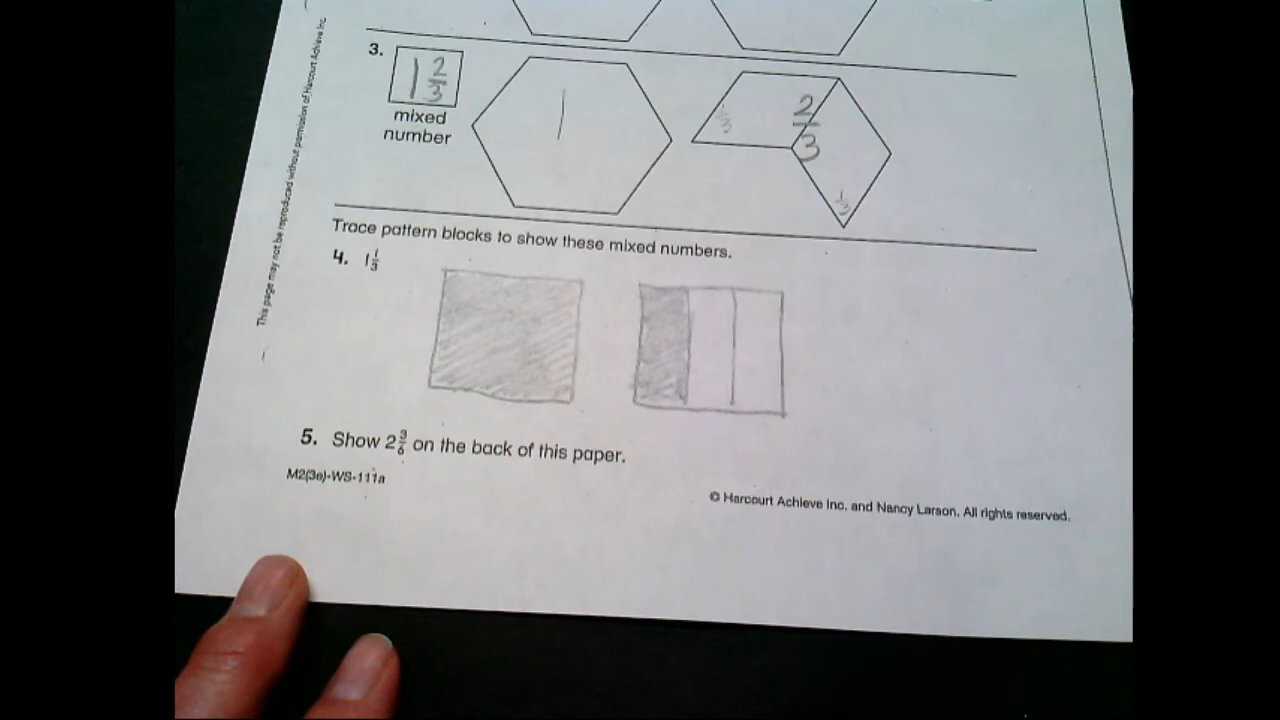 This page may not be reproduced without permission of Harcourt Achieve Inc.
3.
1 2/3
mixed
number
1
1/3
2/3
1/3
Trace pattern blocks to show these mixed numbers.
4. 1 1/3
5. Show 2 3/6 on the back of this paper.
M2(3e)-WS-111a
© Harcourt Achieve Inc. and Nancy Larson. All rights reserved.